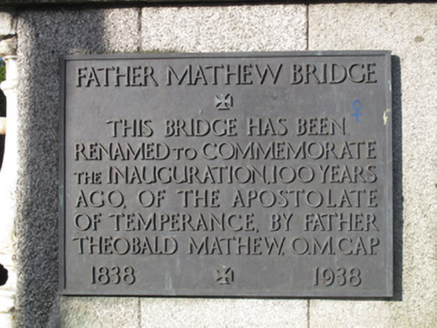 FATHER MATHEW BRIDGE
THIS BRIDGE HAS BEEN
RENAMED TO COMMEMORATE
THE INAUGURATION, 100 YEARS
AGO, OF THE APOSTOLATE
OF TEMPERANCE, BY FATHER
THEOBALD MATHEW, O.M.CAP.
1838 1938